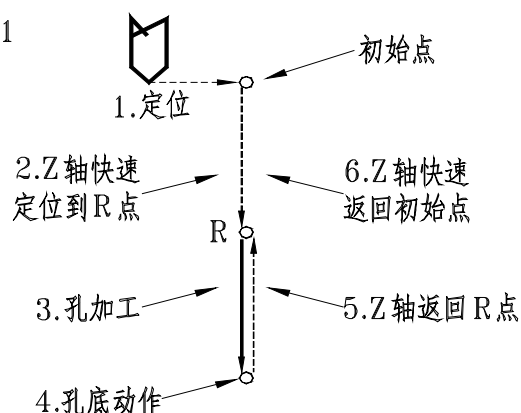 1
初始点
1.定位
2.Z轴快速
定位到R点
6.Z轴快速
返回初始点
R
3.孔加工
5.Z轴返回R点
4.孔底动作